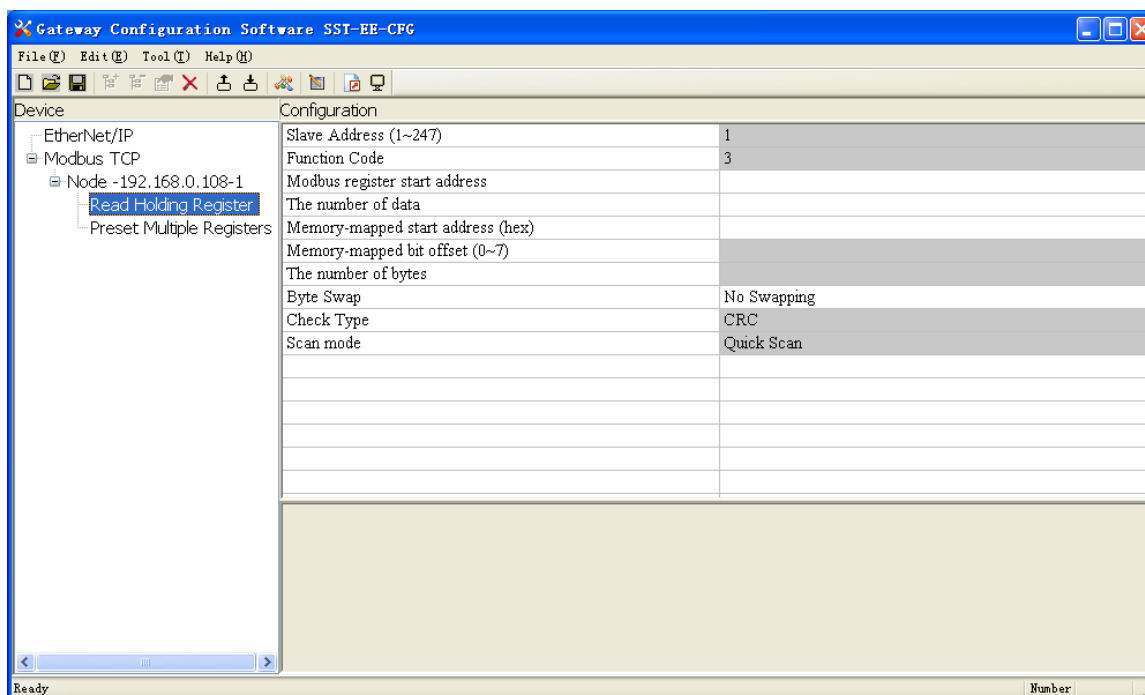 Gateway Configuration Software SST-EE-CFG
File(F) Edit(E) Tool(T) Help(H)
Device
Configuration
EtherNet/IP
Modbus TCP
Node -192.168.0.108-1
Read Holding Register
Preset Multiple Registers
Slave Address (1~247) 1
Function Code 3
Modbus register start address
The number of data
Memory-mapped start address (hex)
Memory-mapped bit offset (0~7)
The number of bytes
Byte Swap No Swapping
Check Type CRC
Scan mode Quick Scan
Ready Number